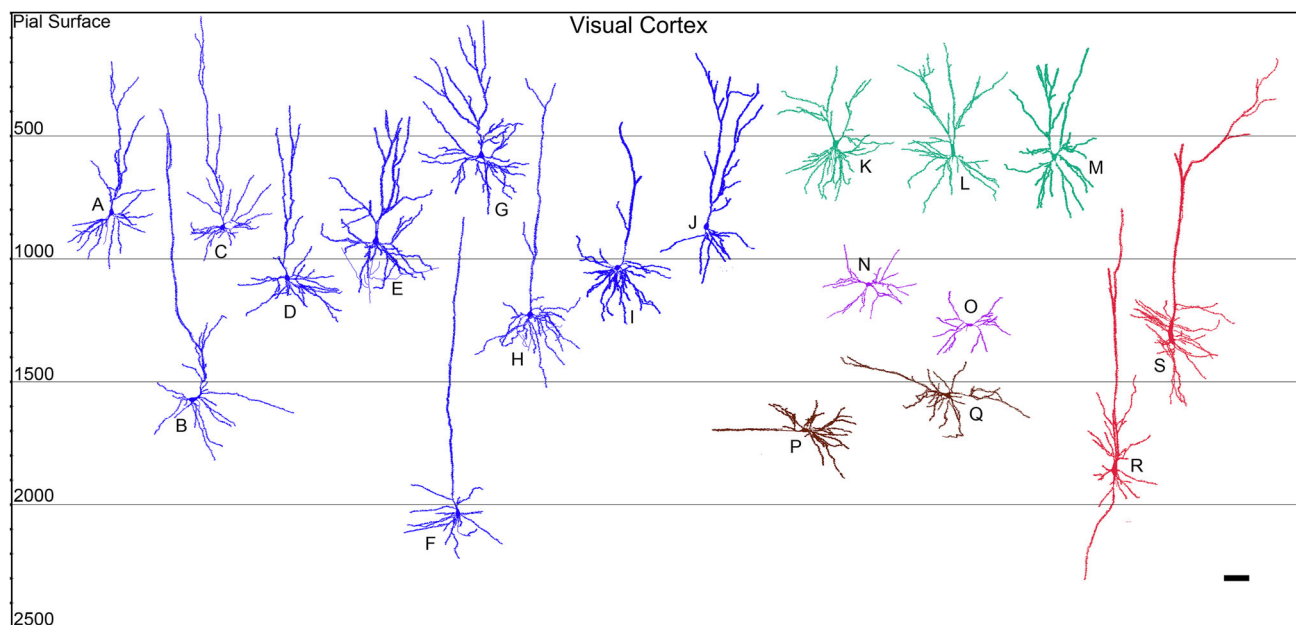 Pial Surface
Visual Cortex
500
1000
1500
2000
2500
A
B
C
D
E
F
G
H
I
J
K
L
M
N
O
P
Q
R
S